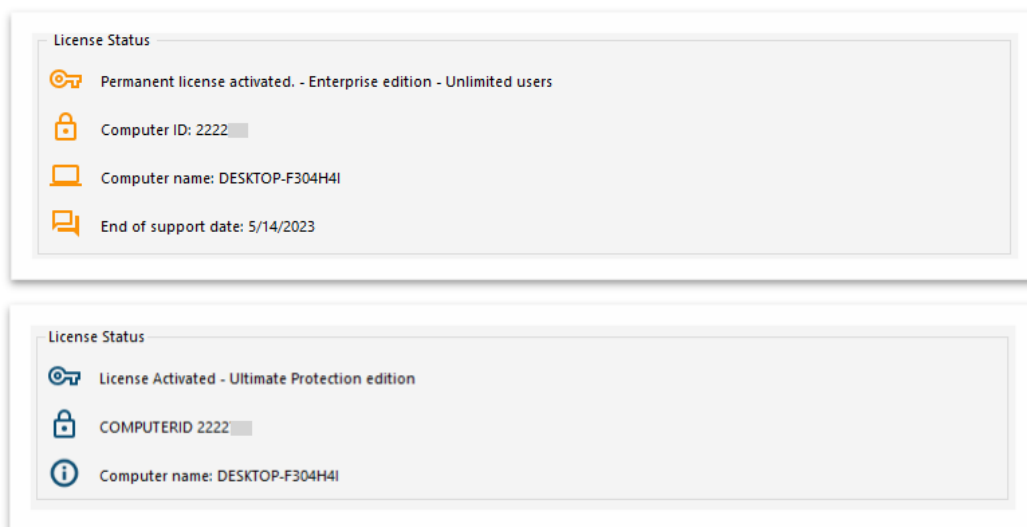 License Status
Permanent license activated. - Enterprise edition - Unlimited users
Computer ID: 2222
Computer name: DESKTOP-F304H4I
End of support date: 5/14/2023
License Status
License Activated - Ultimate Protection edition
COMPUTERID 2222
Computer name: DESKTOP-F304H4I